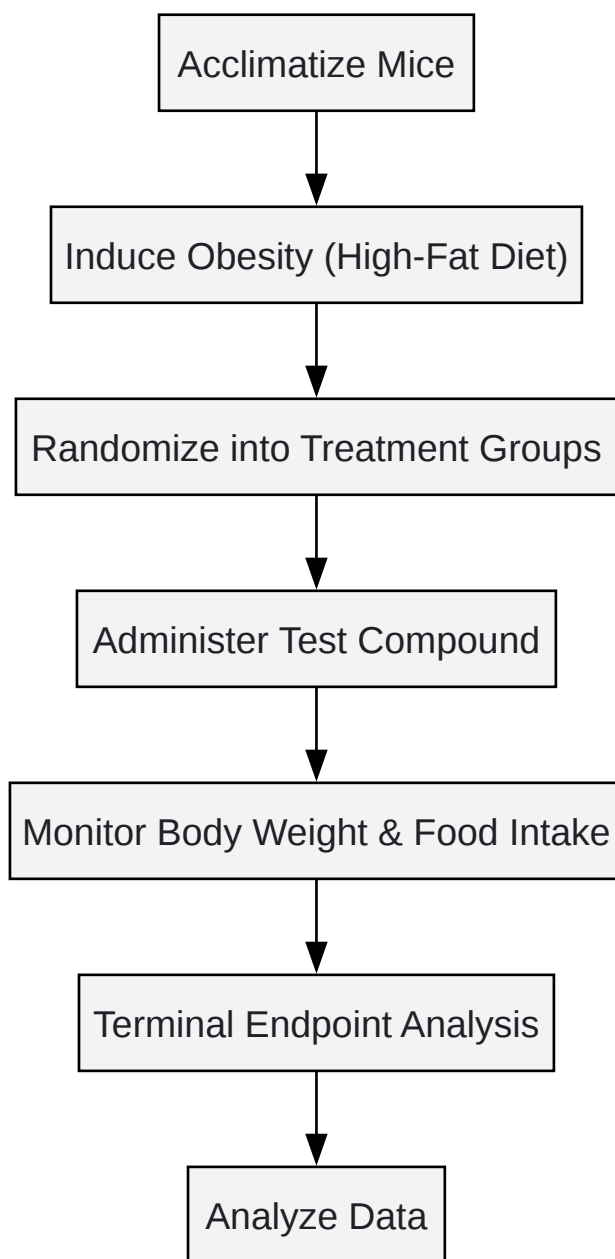 Acclimatize Mice
Induce Obesity (High-Fat Diet)
Randomize into Treatment Groups
Administer Test Compound
Monitor Body Weight & Food Intake
Terminal Endpoint Analysis
Analyze Data